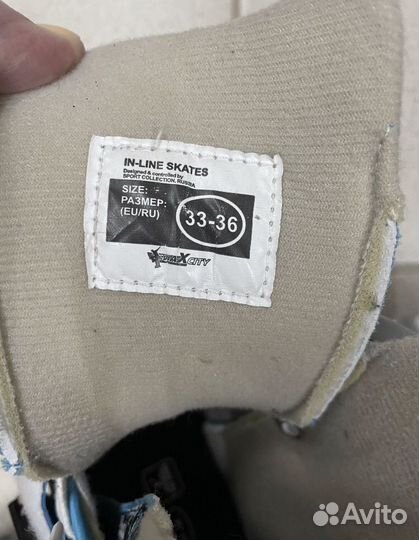 IN-LINE SKATES
Designed & controlled by
SPORT COLLECTION, RUSSIA
SIZE:
РАЗМЕР:
(EU/RU)
33-36
CITY
Avito